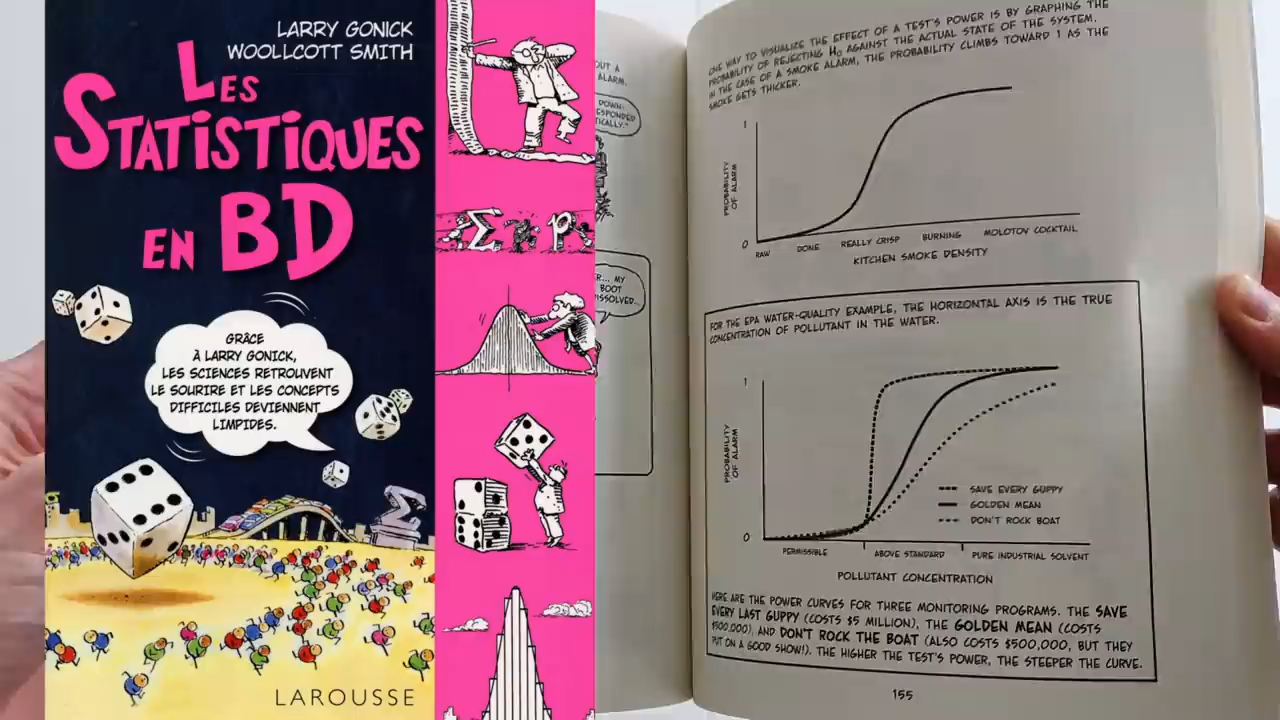 LARRY GONICK
WOOLLCOTT SMITH
LES
STATISTIQUES
EN BD
GRÂCE
À LARRY GONICK,
LES SCIENCES RETROUVENT
LE SOURIRE ET LES CONCEPTS
DIFFICILES DEVIENNENT
LIMPIDES.
LAROUSSE
Σ P
OUT A
ALARM.
DOWN:
ESPONDED
TICALLY."
MY
BOOT
ISSOLVED...
ONE WAY TO VISUALIZE THE EFFECT OF A TEST'S POWER IS BY GRAPHING THE
PROBABILITY OF REJECTING H₀ AGAINST THE ACTUAL STATE OF THE SYSTEM.
IN THE CASE OF A SMOKE ALARM, THE PROBABILITY CLIMBS TOWARD 1 AS THE
SMOKE GETS THICKER.
1
PROBABILITY
OF ALARM
0
RAW DONE REALLY CRISP BURNING MOLOTOV COCKTAIL
KITCHEN SMOKE DENSITY
FOR THE EPA WATER-QUALITY EXAMPLE, THE HORIZONTAL AXIS IS THE TRUE
CONCENTRATION OF POLLUTANT IN THE WATER.
1
PROBABILITY
OF ALARM
SAVE EVERY GUPPY
GOLDEN MEAN
DON'T ROCK BOAT
0
PERMISSIBLE ABOVE STANDARD PURE INDUSTRIAL SOLVENT
POLLUTANT CONCENTRATION
HERE ARE THE POWER CURVES FOR THREE MONITORING PROGRAMS. THE SAVE
EVERY LAST GUPPY (COSTS $5 MILLION), THE GOLDEN MEAN (COSTS
$500,000), AND DON'T ROCK THE BOAT (ALSO COSTS $500,000, BUT THEY
PUT ON A GOOD SHOW!). THE HIGHER THE TEST'S POWER, THE STEEPER THE CURVE.
155